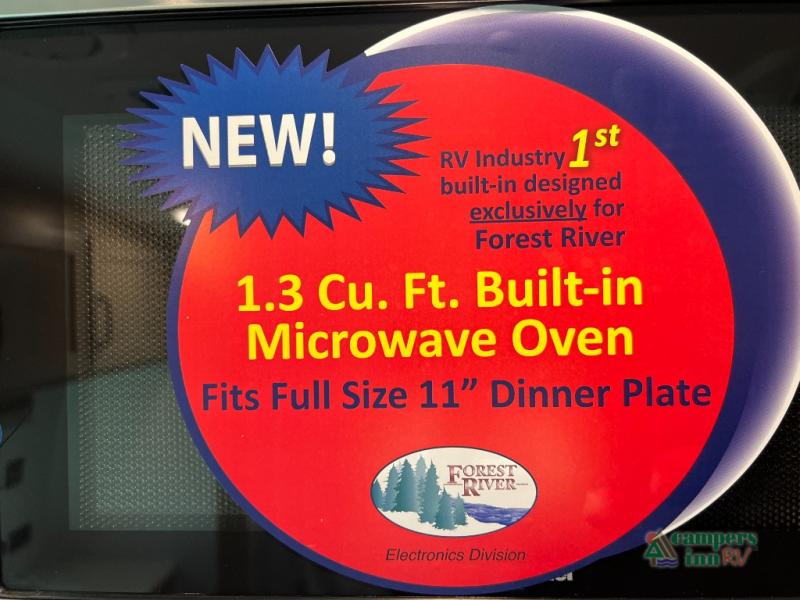 NEW!
RV Industry 1st
built-in designed
exclusively for
Forest River
1.3 Cu. Ft. Built-in
Microwave Oven
Fits Full Size 11” Dinner Plate
FOREST
RIVER
Electronics Division
campers
inn RV